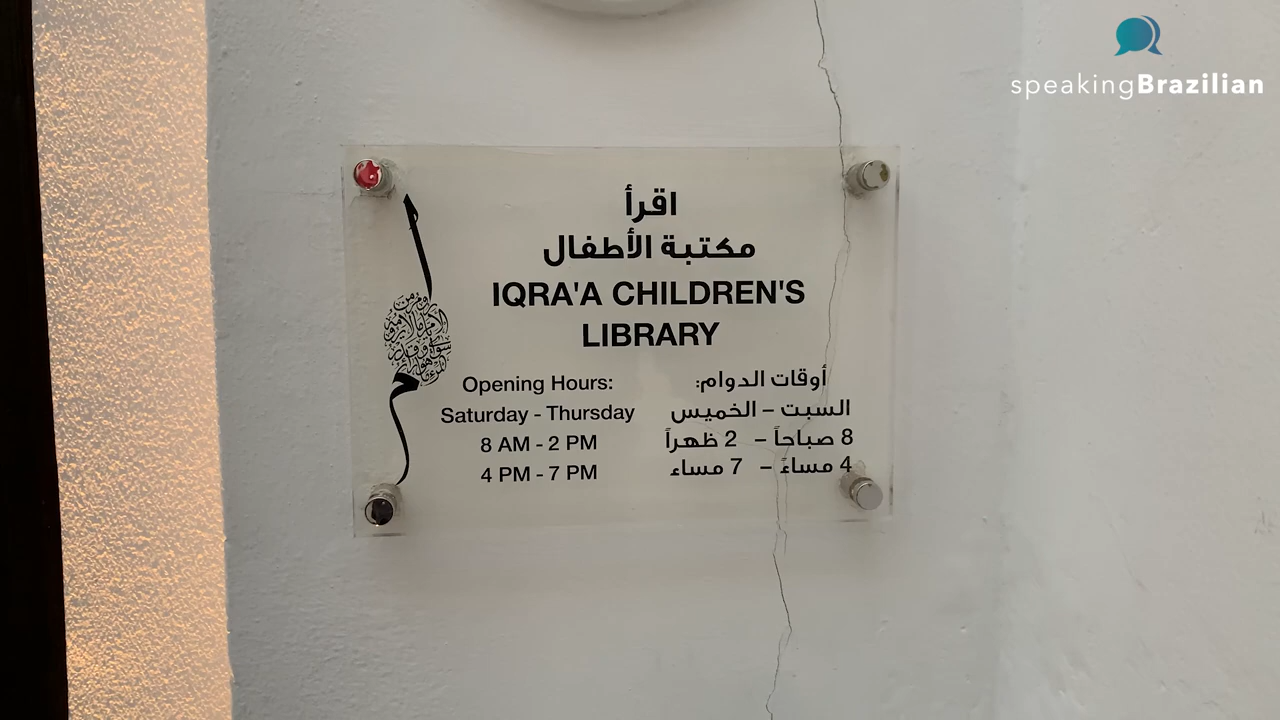 speakingBrazilian
اقرأ
مكتبة الأطفال
IQRA'A CHILDREN'S
LIBRARY
Opening Hours:
Saturday - Thursday
8 AM - 2 PM
4 PM - 7 PM
أوقات الدوام:
السبت – الخميس
8 صباحاً – 2 ظهراً
4 مساءً – 7 مساء